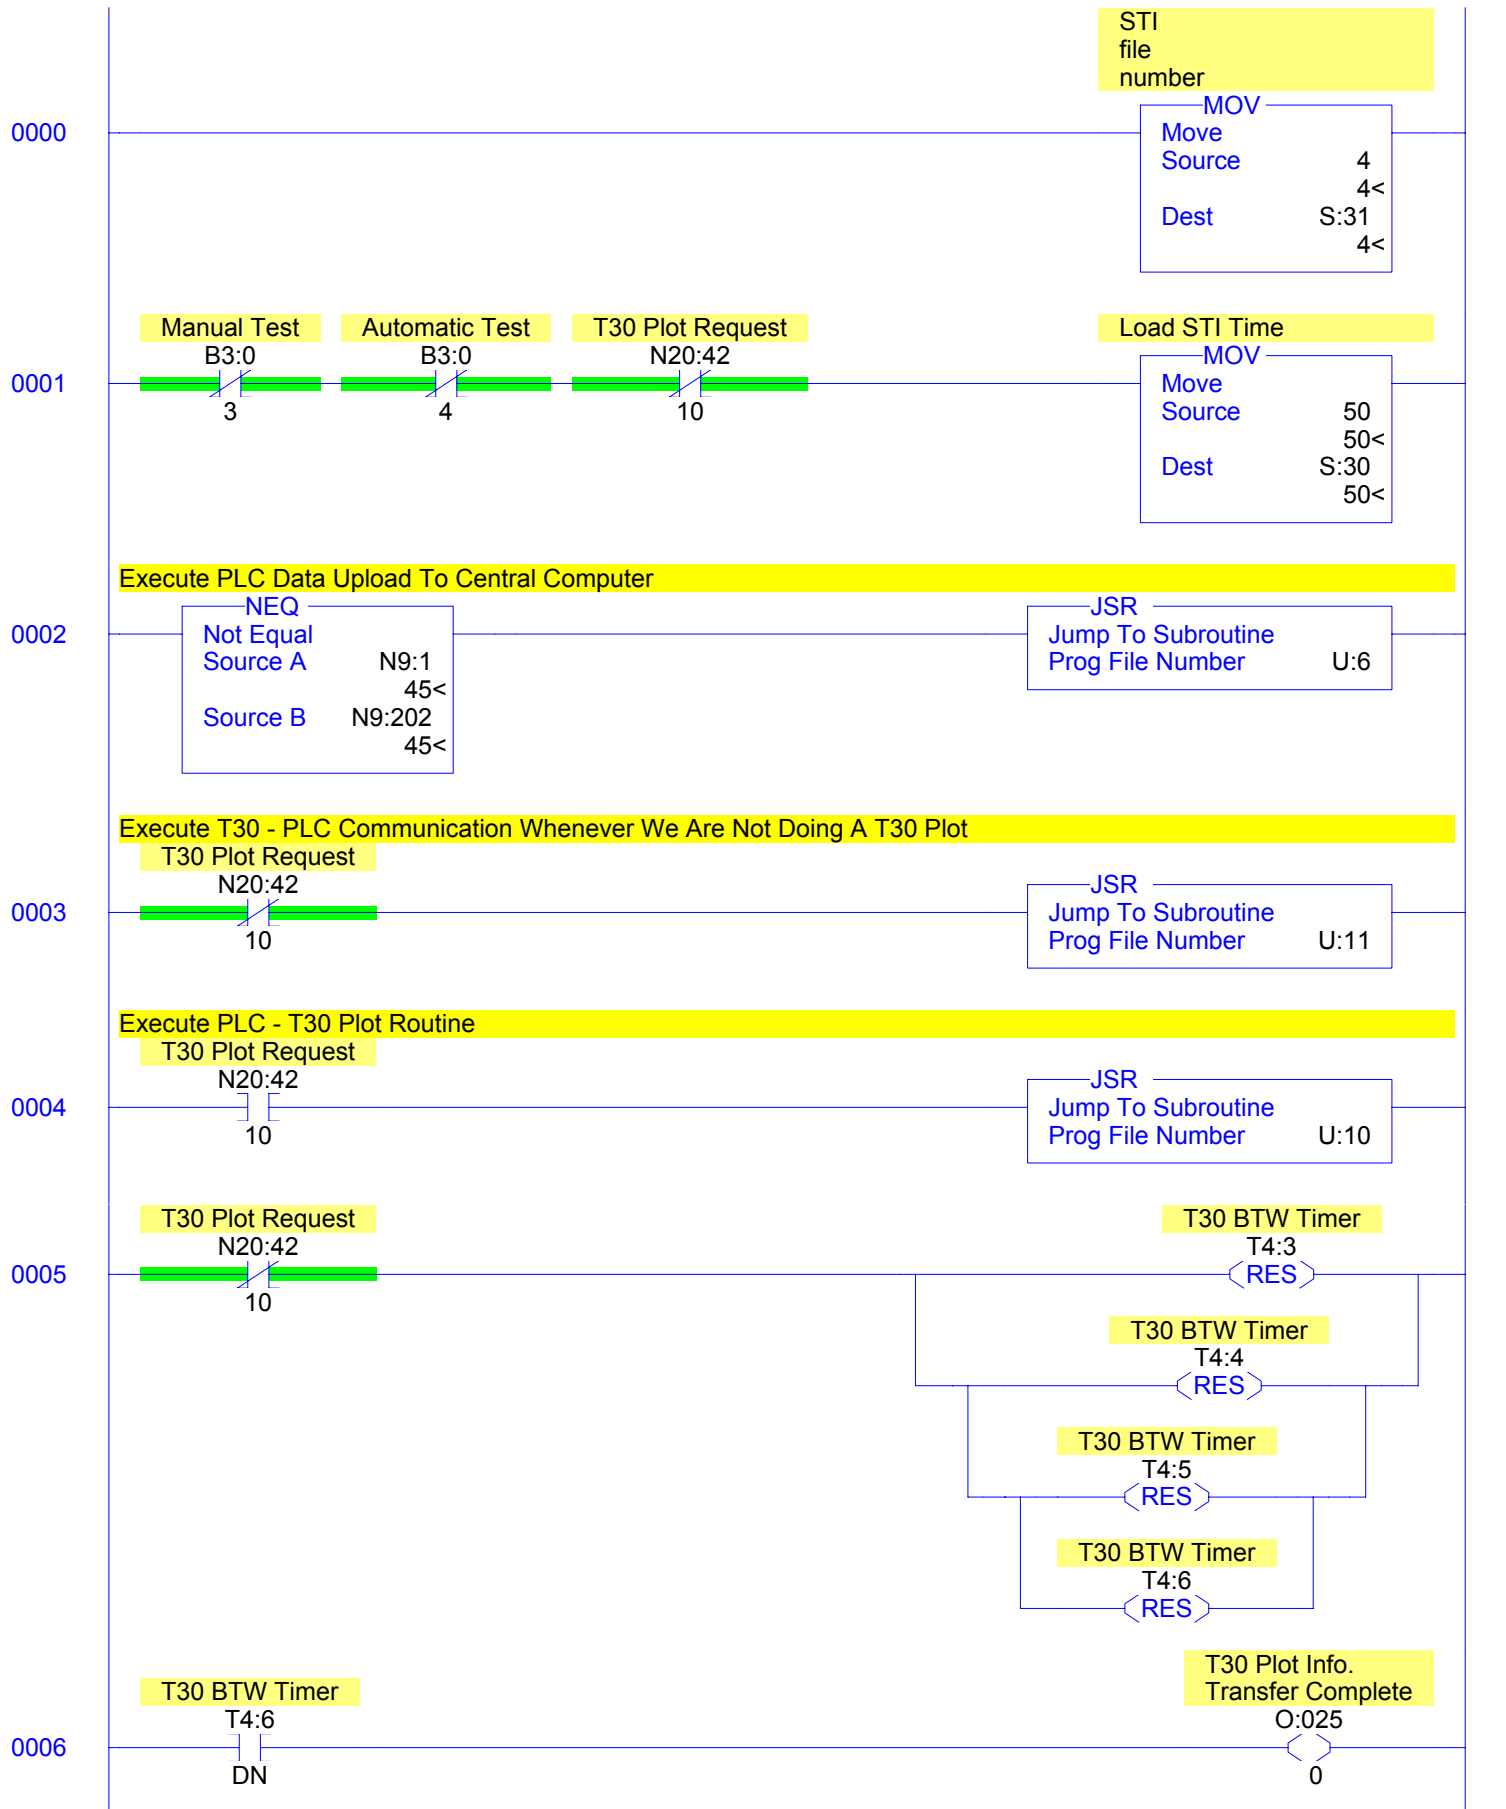 STI
file
number
MOV
0000
Move
Source 4
4<
Dest S:31
4<
Manual Test Automatic Test T30 Plot Request Load STI Time
B3:0 B3:0 N20:42 MOV
0001 Move
3 4 10 Source 50
50<
Dest S:30
50<
Execute PLC Data Upload To Central Computer
NEQ JSR
0002 Not Equal Jump To Subroutine
Source A N9:1 Prog File Number U:6
45<
Source B N9:202
45<
Execute T30 - PLC Communication Whenever We Are Not Doing A T30 Plot
T30 Plot Request
N20:42 JSR
0003 Jump To Subroutine
10 Prog File Number U:11
Execute PLC - T30 Plot Routine
T30 Plot Request
N20:42 JSR
0004 Jump To Subroutine
10 Prog File Number U:10
T30 Plot Request T30 BTW Timer
N20:42 T4:3
0005 RES
10
T30 BTW Timer
T4:4
RES
T30 BTW Timer
T4:5
RES
T30 BTW Timer
T4:6
RES
T30 Plot Info.
T30 BTW Timer Transfer Complete
T4:6 O:025
0006
DN 0